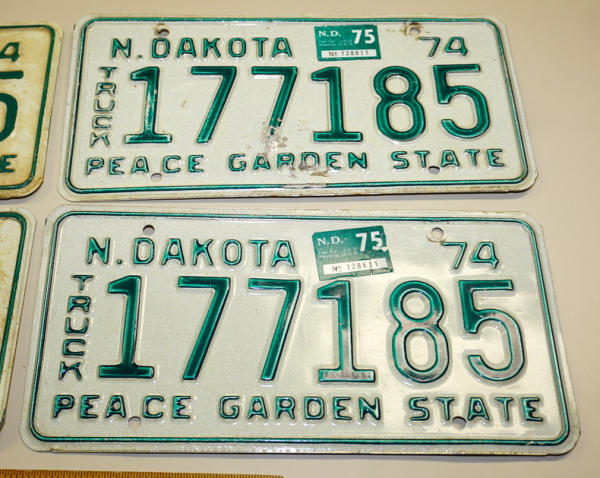 4
E
N. DAKOTA
N.D. 75
No 128611
74
TRUCK
177185
PEACE GARDEN STATE
N. DAKOTA
N.D. 75
No 128611
74
TRUCK
177185
PEACE GARDEN STATE